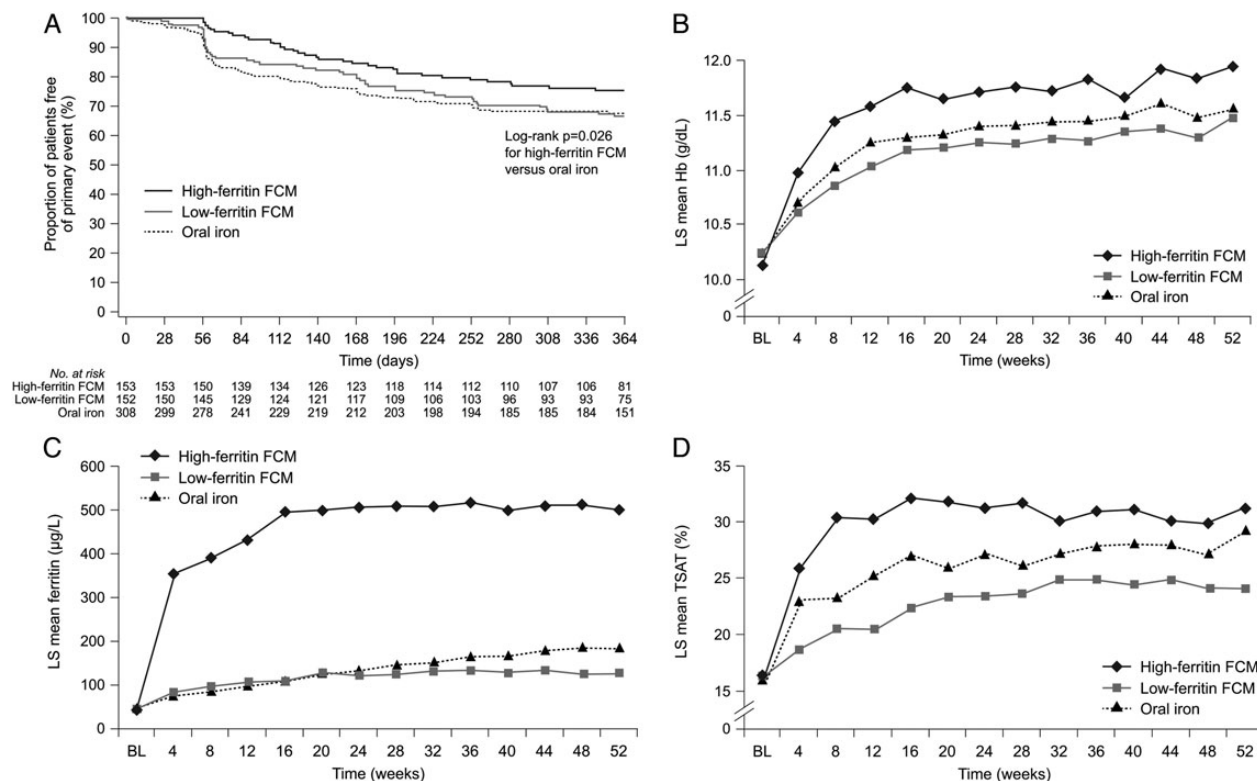 A
Proportion of patients free
of primary event (%)
100
90
80
70
60
50
40
30
20
10
0
High-ferritin FCM
Low-ferritin FCM
Oral iron
Log-rank p=0.026
for high-ferritin FCM
versus oral iron
0 28 56 84 112 140 168 196 224 252 280 308 336 364
Time (days)
No. at risk
High-ferritin FCM 153 153 150 139 134 126 123 118 114 112 110 107 106 81
Low-ferritin FCM 152 150 145 129 124 121 117 109 106 103 96 93 93 75
Oral iron 308 299 278 241 229 219 212 203 198 194 185 185 184 151
B
LS mean Hb (g/dL)
12.0
11.5
11.0
10.5
10.0
0
High-ferritin FCM
Low-ferritin FCM
Oral iron
BL 4 8 12 16 20 24 28 32 36 40 44 48 52
Time (weeks)
C
LS mean ferritin (µg/L)
600
500
400
300
200
100
0
High-ferritin FCM
Low-ferritin FCM
Oral iron
BL 4 8 12 16 20 24 28 32 36 40 44 48 52
Time (weeks)
D
LS mean TSAT (%)
35
30
25
20
15
0
High-ferritin FCM
Low-ferritin FCM
Oral iron
BL 4 8 12 16 20 24 28 32 36 40 44 48 52
Time (weeks)